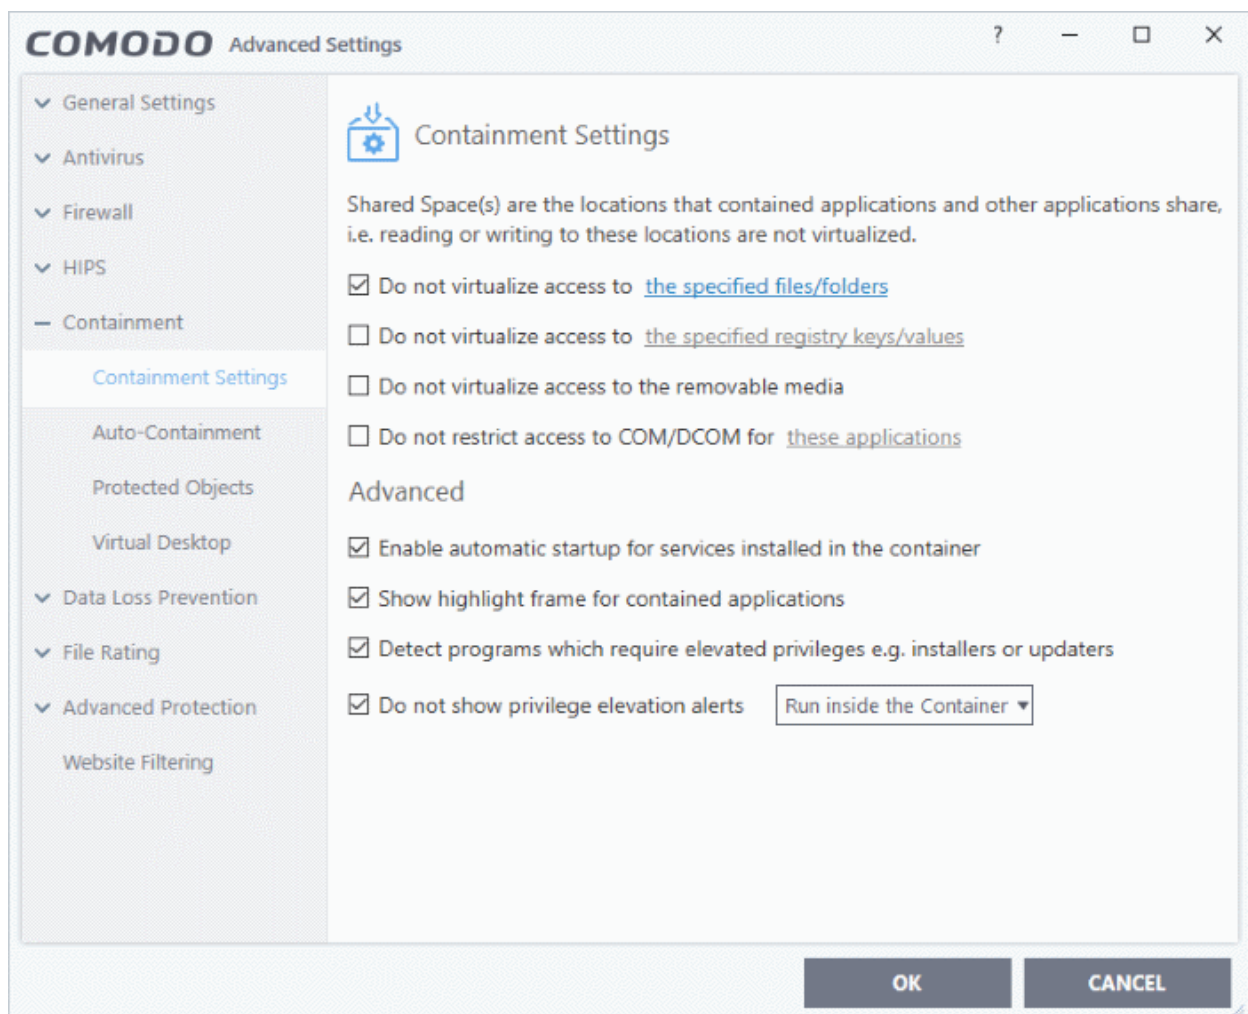 COMODO Advanced Settings
?
General Settings
Antivirus
Firewall
HIPS
Containment
Containment Settings
Auto-Containment
Protected Objects
Virtual Desktop
Data Loss Prevention
File Rating
Advanced Protection
Website Filtering
Containment Settings
Shared Space(s) are the locations that contained applications and other applications share,
i.e. reading or writing to these locations are not virtualized.
Do not virtualize access to the specified files/folders
Do not virtualize access to the specified registry keys/values
Do not virtualize access to the removable media
Do not restrict access to COM/DCOM for these applications
Advanced
Enable automatic startup for services installed in the container
Show highlight frame for contained applications
Detect programs which require elevated privileges e.g. installers or updaters
Do not show privilege elevation alerts Run inside the Container
OK CANCEL